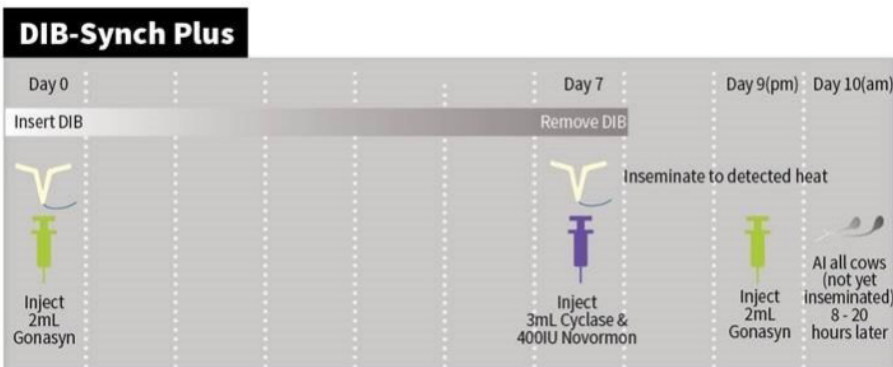 DIB-Synch Plus
Day 0
Day 7
Day 9(pm)
Day 10(am)
Insert DIB
Remove DIB
Inseminate to detected heat
Inject
2mL
Gonasyn
Inject
3mL Cyclase &
400IU Novormon
Inject
2mL
Gonasyn
AI all cows
(not yet
inseminated)
8 - 20
hours later